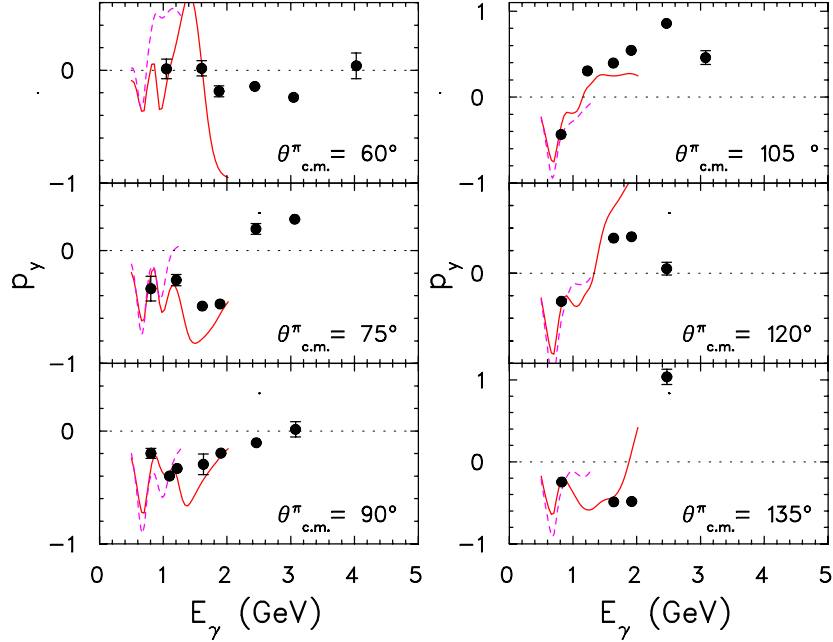 0
θ^π_c.m. = 60°
−1
p_y
0
θ^π_c.m. = 75°
−1
0
θ^π_c.m. = 90°
−1
0 1 2 3 4 5
E_γ (GeV)
1
0
θ^π_c.m. = 105 °
−1
p_y
0
θ^π_c.m. = 120°
1
0
θ^π_c.m. = 135°
−1
0 1 2 3 4 5
E_γ (GeV)